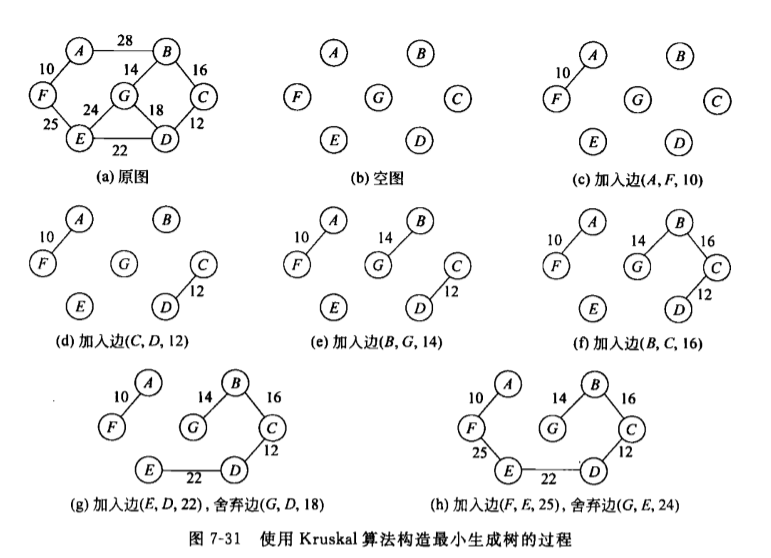 28
A B
10 14 16
F G C
24 18
25 12
E D
22
(a) 原图
A B
F G C
E D
(b) 空图
A B
10
F G C
E D
(c) 加入边(A, F, 10)
A B
10
F G C
12
E D
(d) 加入边(C, D, 12)
A B
10 14
F G C
12
E D
(e) 加入边(B, G, 14)
A B
10 14 16
F G C
12
E D
(f) 加入边(B, C, 16)
A B
10 14 16
F G C
12
E D
22
(g) 加入边(E, D, 22), 舍弃边(G, D, 18)
A B
10 14 16
F G C
25 12
E D
22
(h) 加入边(F, E, 25), 舍弃边(G, E, 24)
图 7-31 使用 Kruskal 算法构造最小生成树的过程